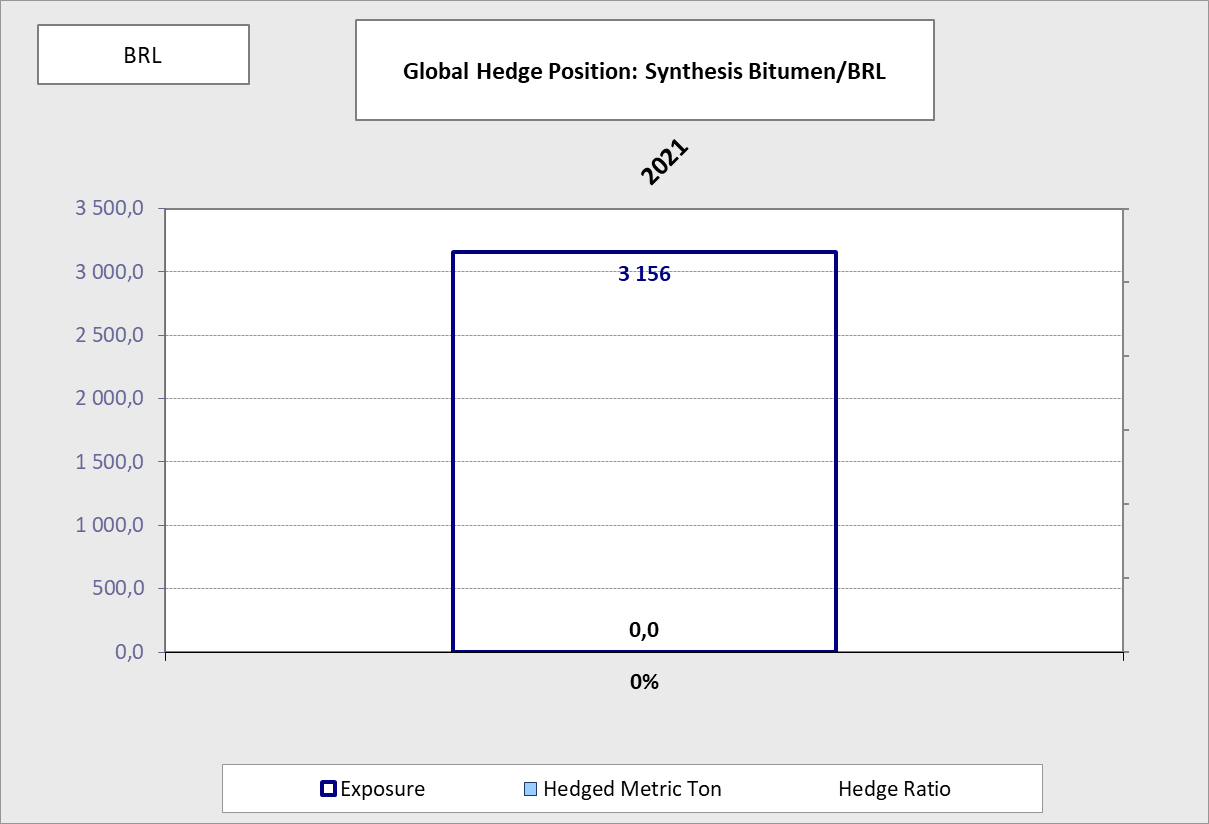 BRL
Global Hedge Position: Synthesis Bitumen/BRL
2021
3 500,0
3 000,0
2 500,0
2 000,0
1 500,0
1 000,0
500,0
0,0
3 156
0,0
0%
Exposure
Hedged Metric Ton
Hedge Ratio